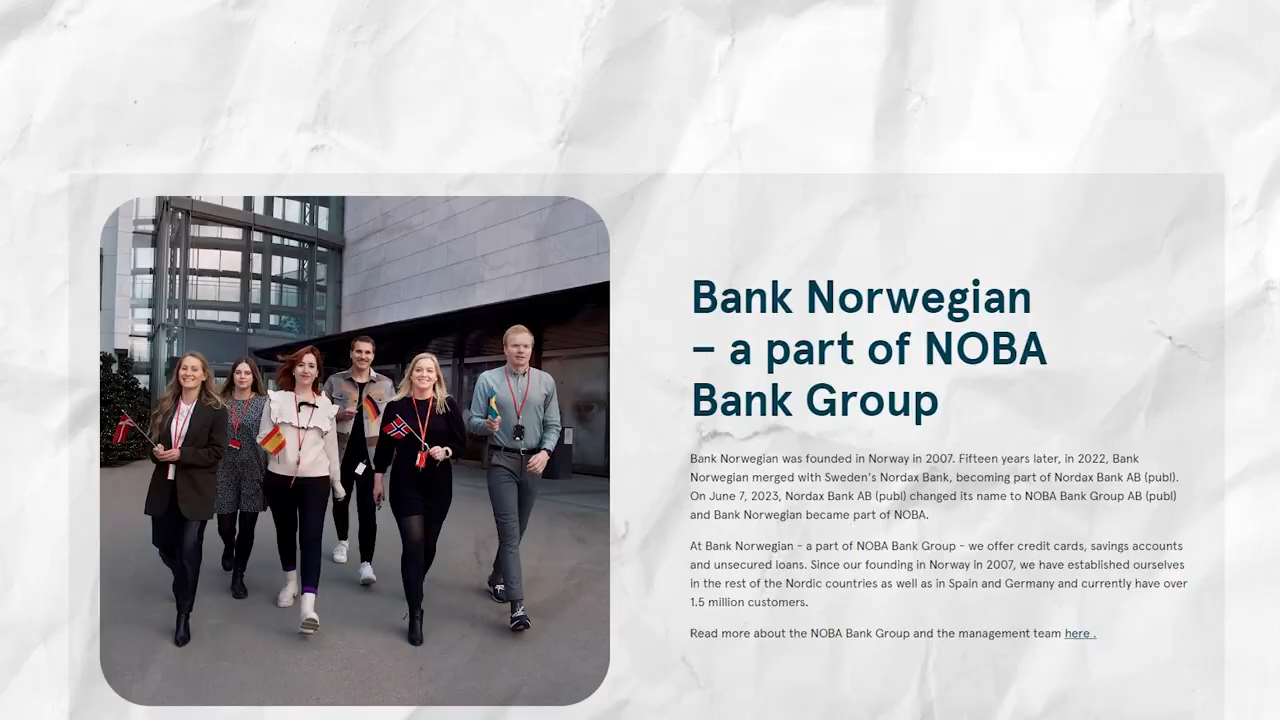 Bank Norwegian
– a part of NOBA
Bank Group
Bank Norwegian was founded in Norway in 2007. Fifteen years later, in 2022, Bank
Norwegian merged with Sweden's Nordax Bank, becoming part of Nordax Bank AB (publ).
On June 7, 2023, Nordax Bank AB (publ) changed its name to NOBA Bank Group AB (publ)
and Bank Norwegian became part of NOBA.
At Bank Norwegian – a part of NOBA Bank Group – we offer credit cards, savings accounts
and unsecured loans. Since our founding in Norway in 2007, we have established ourselves
in the rest of the Nordic countries as well as in Spain and Germany and currently have over
1.5 million customers.
Read more about the NOBA Bank Group and the management team here .